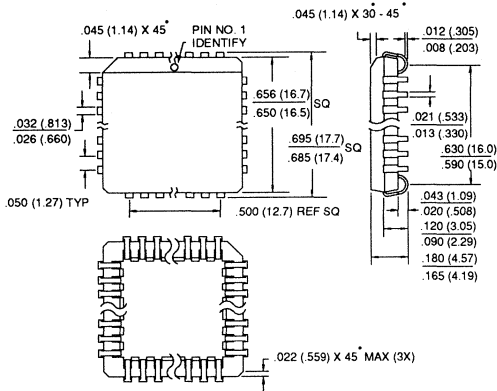 .045 (1.14) X 45°
PIN NO. 1
IDENTIFY
.045 (1.14) X 30° - 45°
.012 (.305)
.008 (.203)
.656 (16.7)
.650 (16.5)
SQ
.032 (.813)
.026 (.660)
.021 (.533)
.013 (.330)
.695 (17.7)
.685 (17.4)
SQ
.630 (16.0)
.590 (15.0)
.050 (1.27) TYP
.500 (12.7) REF SQ
.043 (1.09)
.020 (.508)
.120 (3.05)
.090 (2.29)
.180 (4.57)
.165 (4.19)
.022 (.559) X 45° MAX (3X)